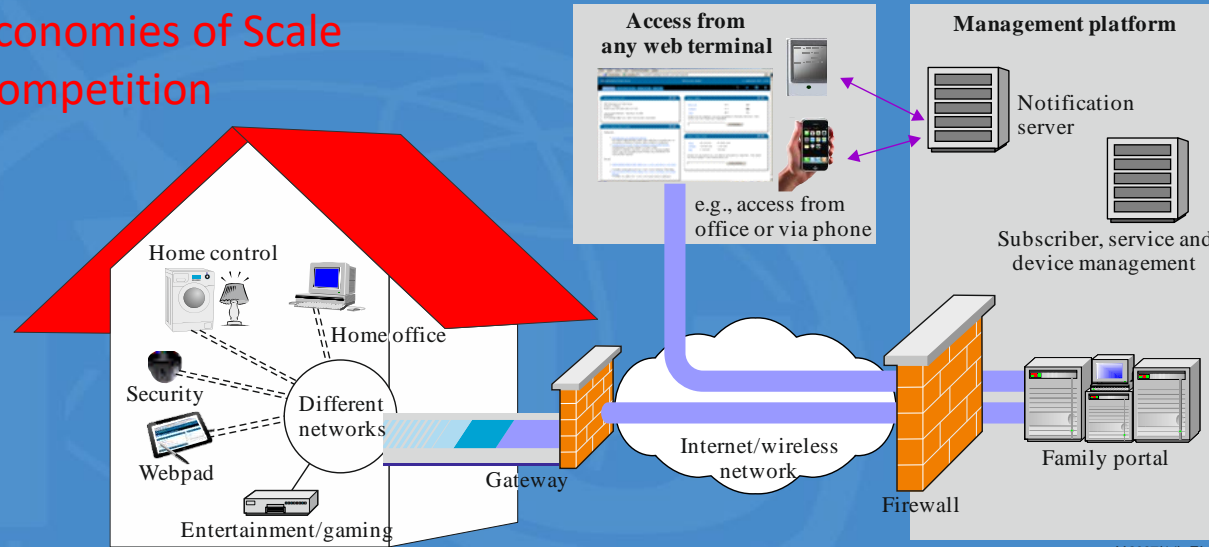 conomies of Scale
ompetition
Access from
any web terminal
e.g., access from
office or via phone
Management platform
Notification
server
Subscriber, service and
device management
Home control
Home office
Security
Webpad
Different
networks
Entertainment/gaming
Gateway
Internet/wireless
network
Firewall
Family portal